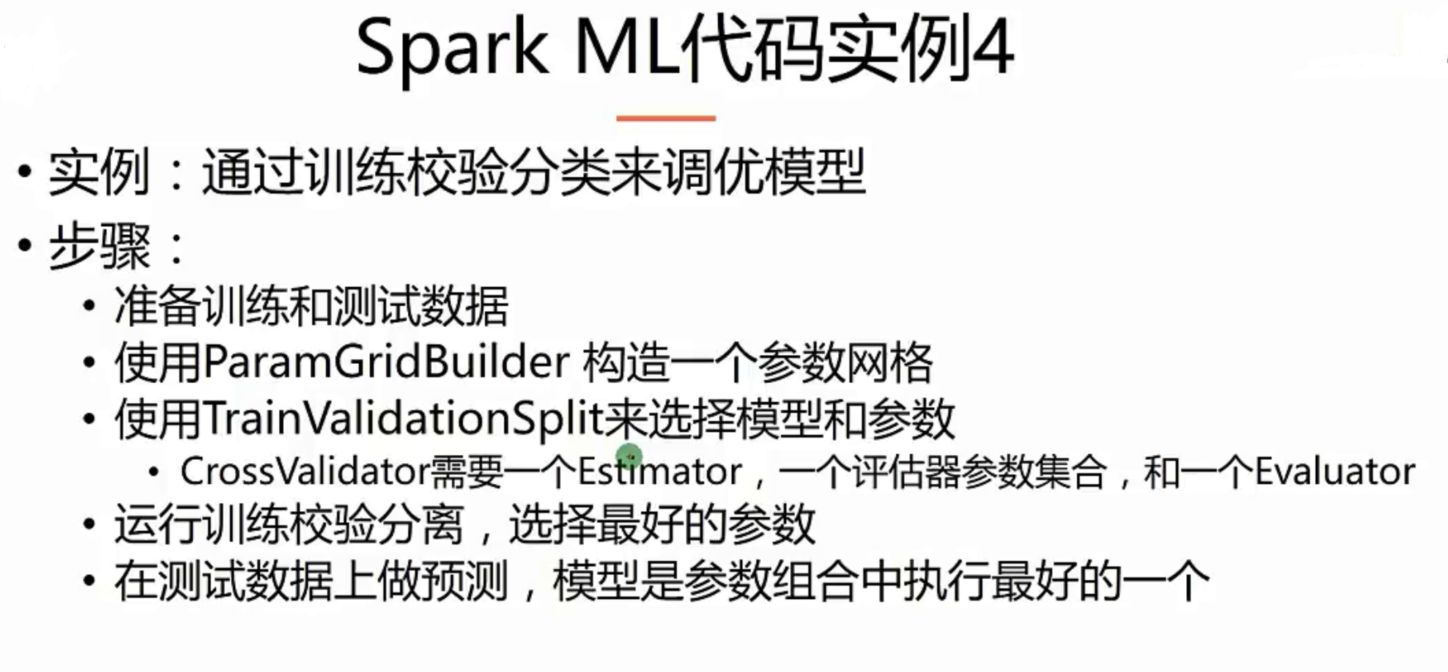 Spark ML代码实例4
• 实例：通过训练校验分类来调优模型
• 步骤：
• 准备训练和测试数据
• 使用ParamGridBuilder 构造一个参数网格
• 使用TrainValidationSplit来选择模型和参数
• CrossValidator需要一个Estimator，一个评估器参数集合，和一个Evaluator
• 运行训练校验分离，选择最好的参数
• 在测试数据上做预测，模型是参数组合中执行最好的一个